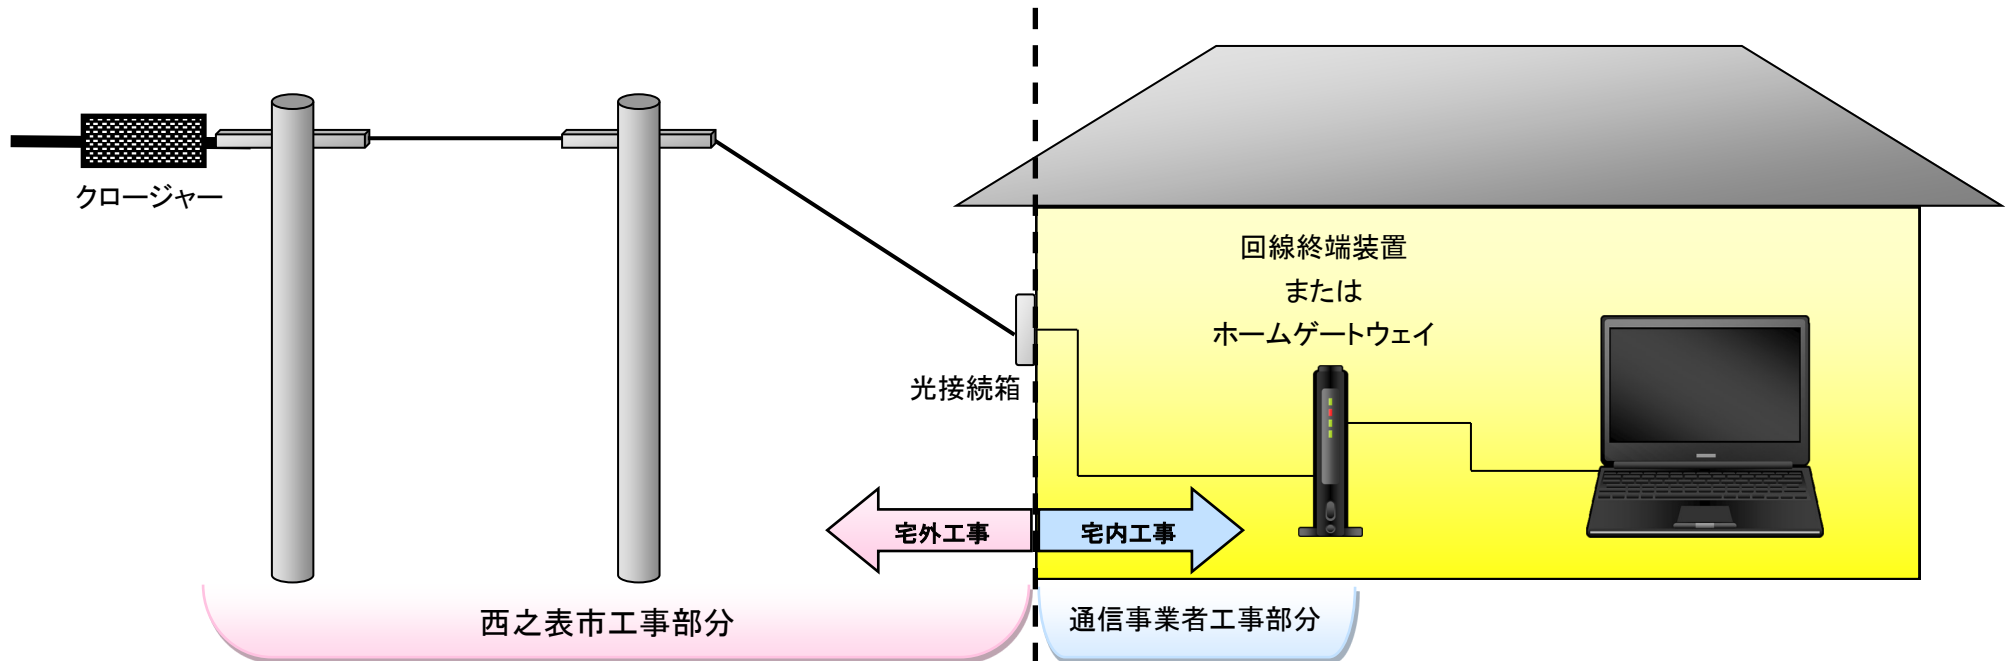 クロージャー
回線終端装置
または
ホームゲートウェイ
光接続箱
宅外工事
宅内工事
西之表市工事部分
通信事業者工事部分